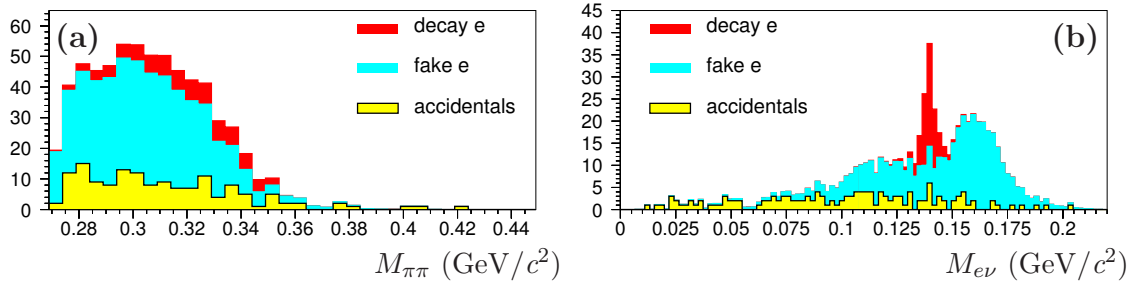 60
50
40
30
20
10
0
(a)
decay e
fake e
accidentals
0.28 0.3 0.32 0.34 0.36 0.38 0.4 0.42 0.44
Mππ (GeV/c²)
45
40
35
30
25
20
15
10
5
0
(b)
decay e
fake e
accidentals
0 0.025 0.05 0.075 0.1 0.125 0.15 0.175 0.2
Meν (GeV/c²)